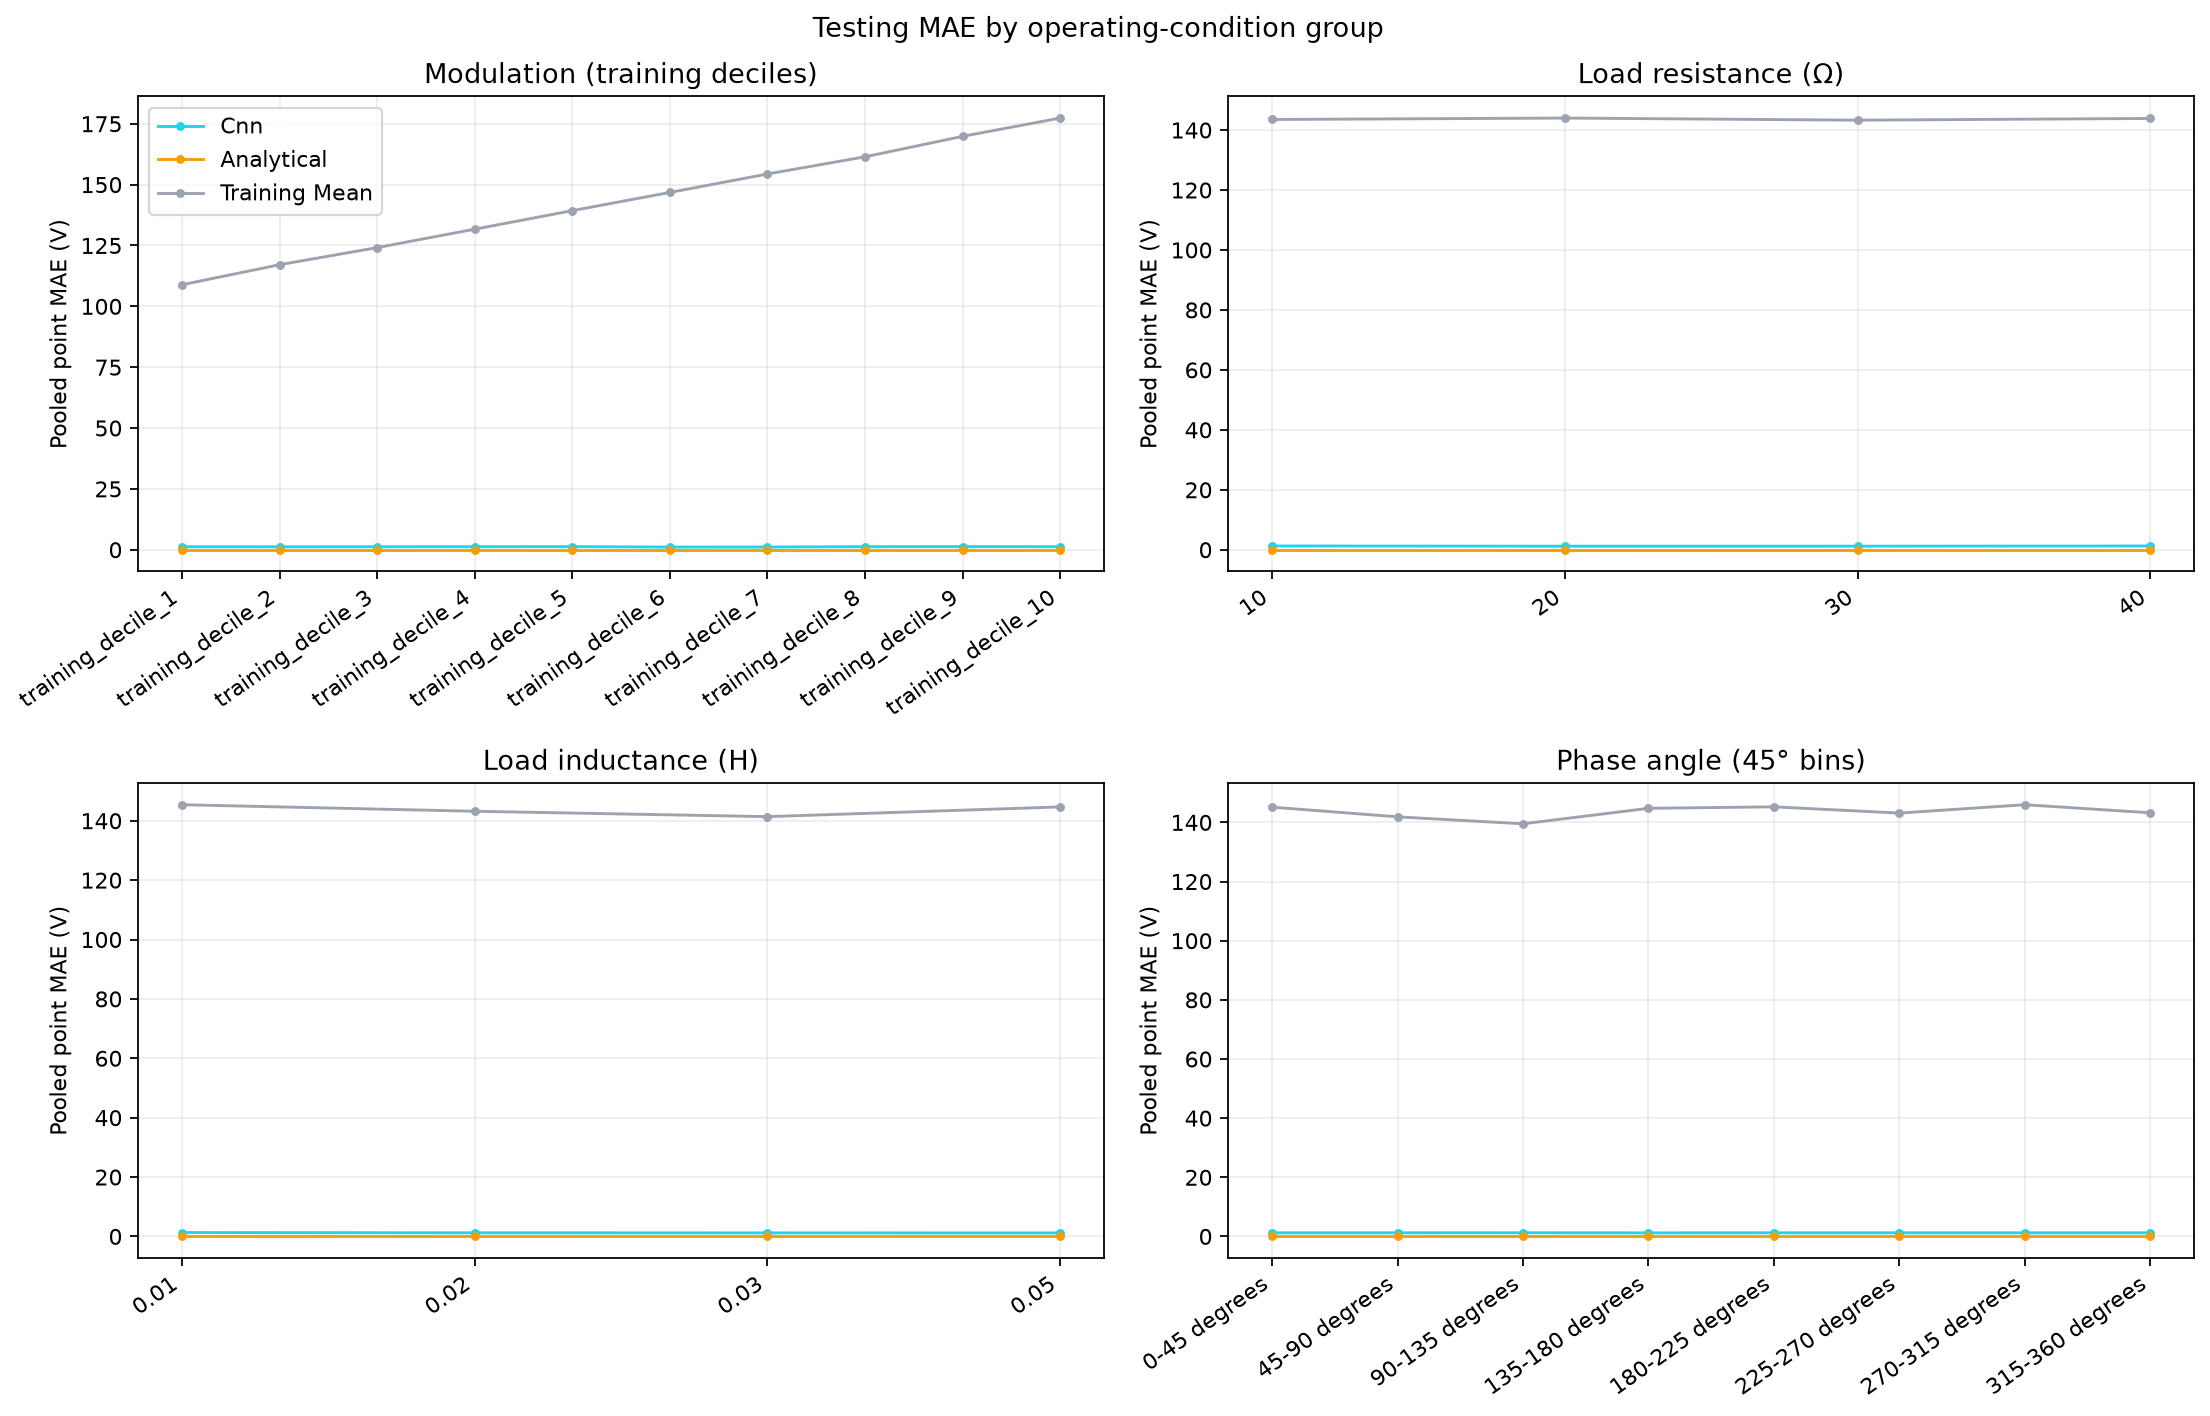 Testing MAE by operating-condition group
Modulation (training deciles)
Pooled point MAE (V)
175
150
125
100
75
50
25
0
Cnn
Analytical
Training Mean
training_decile_1
training_decile_2
training_decile_3
training_decile_4
training_decile_5
training_decile_6
training_decile_7
training_decile_8
training_decile_9
training_decile_10
Load resistance (Ω)
Pooled point MAE (V)
140
120
100
80
60
40
20
0
10
20
30
40
Load inductance (H)
Pooled point MAE (V)
140
120
100
80
60
40
20
0
0.01
0.02
0.03
0.05
Phase angle (45° bins)
Pooled point MAE (V)
140
120
100
80
60
40
20
0
0-45 degrees
45-90 degrees
90-135 degrees
135-180 degrees
180-225 degrees
225-270 degrees
270-315 degrees
315-360 degrees